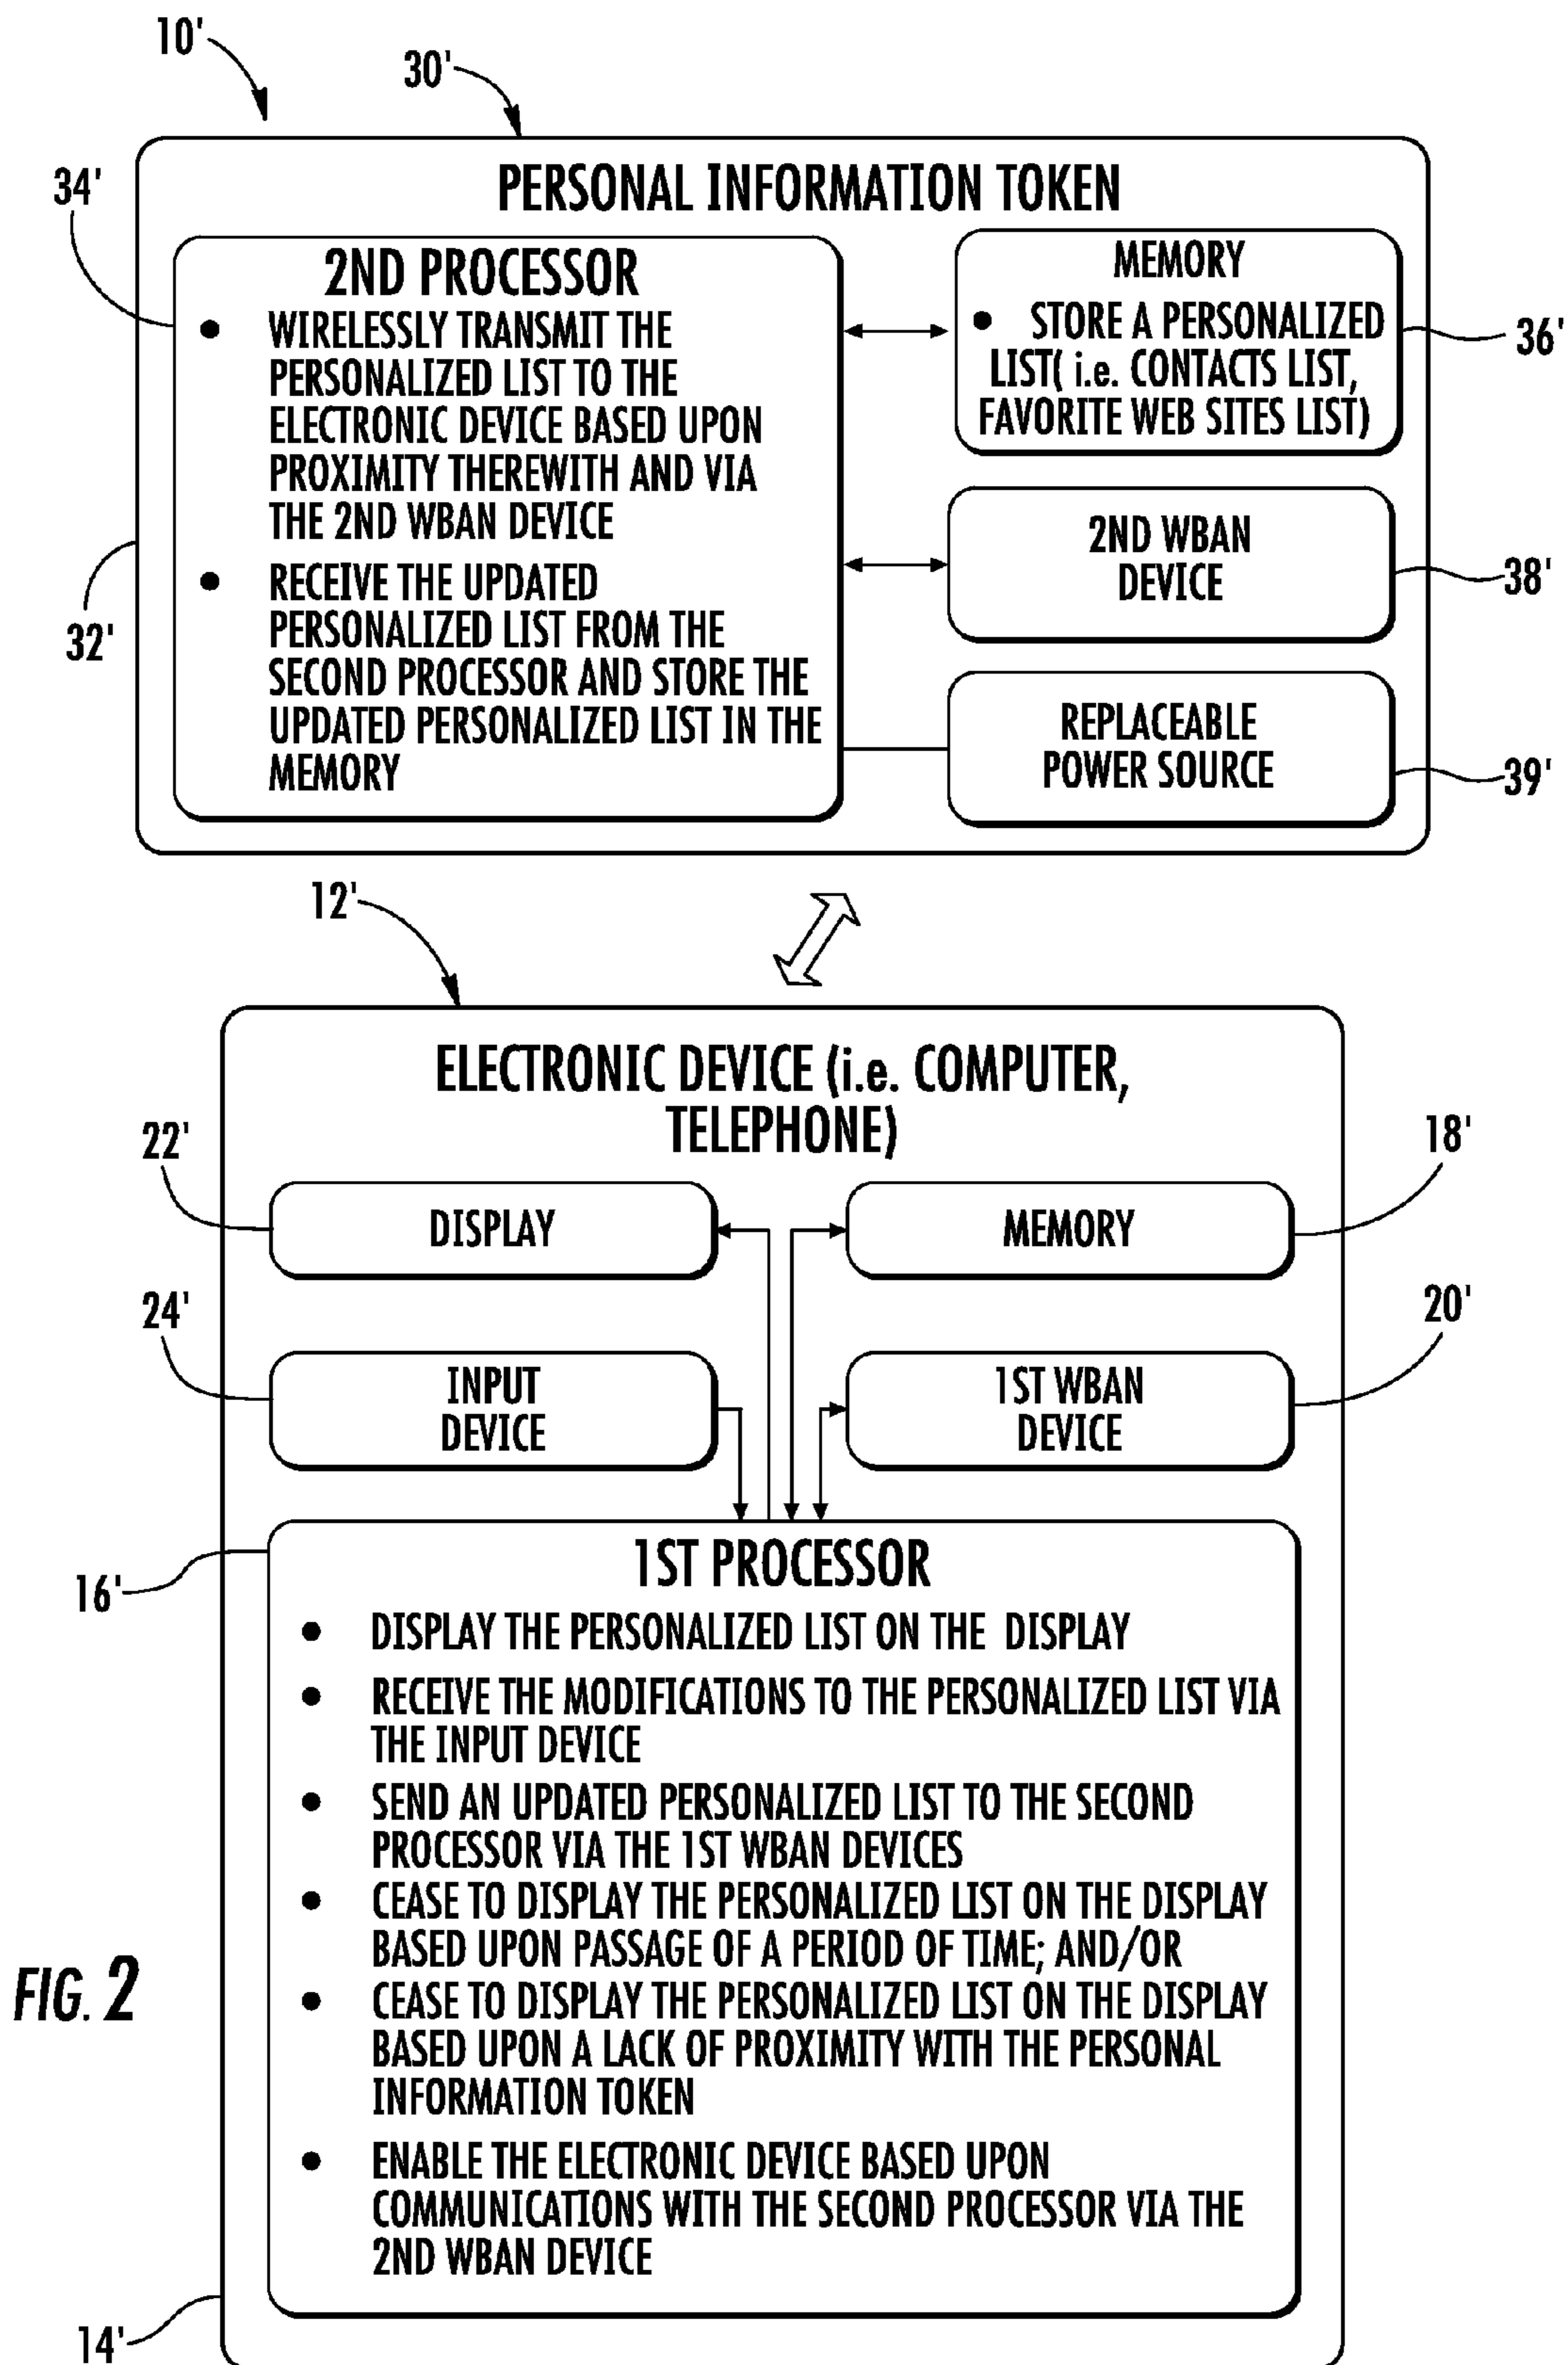 10'
30'
34'
PERSONAL INFORMATION TOKEN
2ND PROCESSOR
• WIRELESSLY TRANSMIT THE
PERSONALIZED LIST TO THE
ELECTRONIC DEVICE BASED UPON
PROXIMITY THEREWITH AND VIA
THE 2ND WBAN DEVICE
• RECEIVE THE UPDATED
PERSONALIZED LIST FROM THE
SECOND PROCESSOR AND STORE THE
UPDATED PERSONALIZED LIST IN THE
MEMORY
MEMORY
• STORE A PERSONALIZED
LIST( i.e. CONTACTS LIST,
FAVORITE WEB SITES LIST)
36'
2ND WBAN
DEVICE
38'
32'
REPLACEABLE
POWER SOURCE
39'
12'
ELECTRONIC DEVICE (i.e. COMPUTER,
TELEPHONE)
22'
DISPLAY
MEMORY
18'
24'
INPUT
DEVICE
1ST WBAN
DEVICE
20'
16'
1ST PROCESSOR
• DISPLAY THE PERSONALIZED LIST ON THE DISPLAY
• RECEIVE THE MODIFICATIONS TO THE PERSONALIZED LIST VIA
THE INPUT DEVICE
• SEND AN UPDATED PERSONALIZED LIST TO THE SECOND
PROCESSOR VIA THE 1ST WBAN DEVICES
• CEASE TO DISPLAY THE PERSONALIZED LIST ON THE DISPLAY
BASED UPON PASSAGE OF A PERIOD OF TIME; AND/OR
• CEASE TO DISPLAY THE PERSONALIZED LIST ON THE DISPLAY
BASED UPON A LACK OF PROXIMITY WITH THE PERSONAL
INFORMATION TOKEN
• ENABLE THE ELECTRONIC DEVICE BASED UPON
COMMUNICATIONS WITH THE SECOND PROCESSOR VIA THE
2ND WBAN DEVICE
FIG. 2
14'